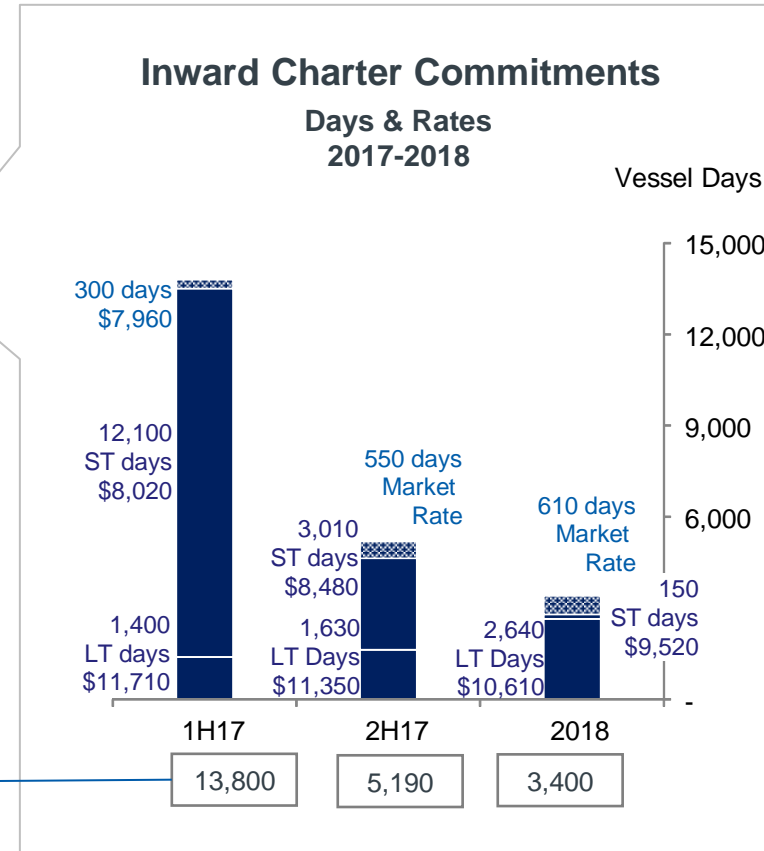 Inward Charter Commitments
Days & Rates
2017-2018
Vessel Days
15,000
12,000
9,000
6,000
-
300 days
$7,960
12,100
ST days
$8,020
1,400
LT days
$11,710
550 days
Market
Rate
3,010
ST days
$8,480
1,630
LT Days
$11,350
610 days
Market
Rate
150
ST days
$9,520
2,640
LT Days
$10,610
1H17
2H17
2018
13,800
5,190
3,400